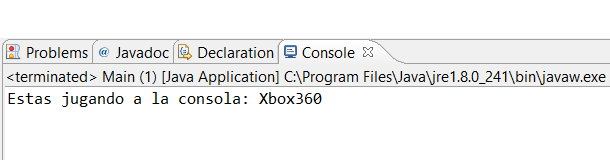 Problems @ Javadoc Declaration Console
<terminated> Main (1) [Java Application] C:\Program Files\Java\jre1.8.0_241\bin\javaw.exe
Estas jugando a la consola: Xbox360